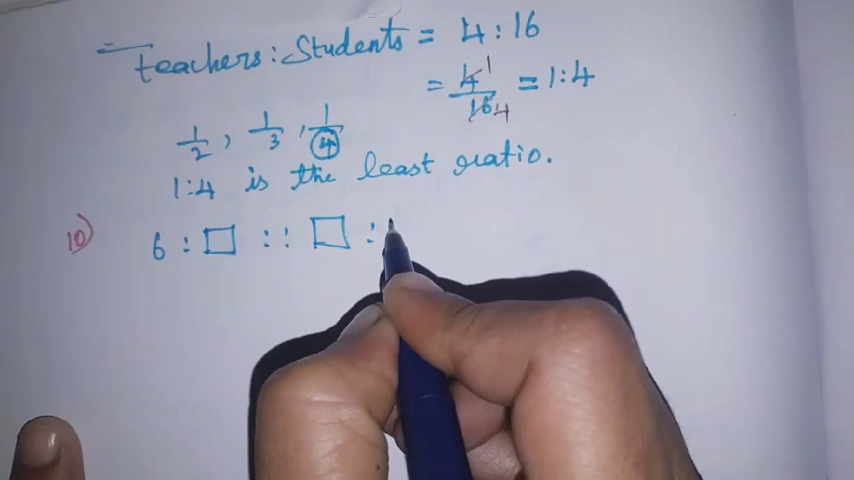 Teachers : Students = 4 : 16
= 4/16 1 4 = 1:4
1/2, 1/3, 1/4
1:4 is the least ratio.
10) 6 : □ :: □ :